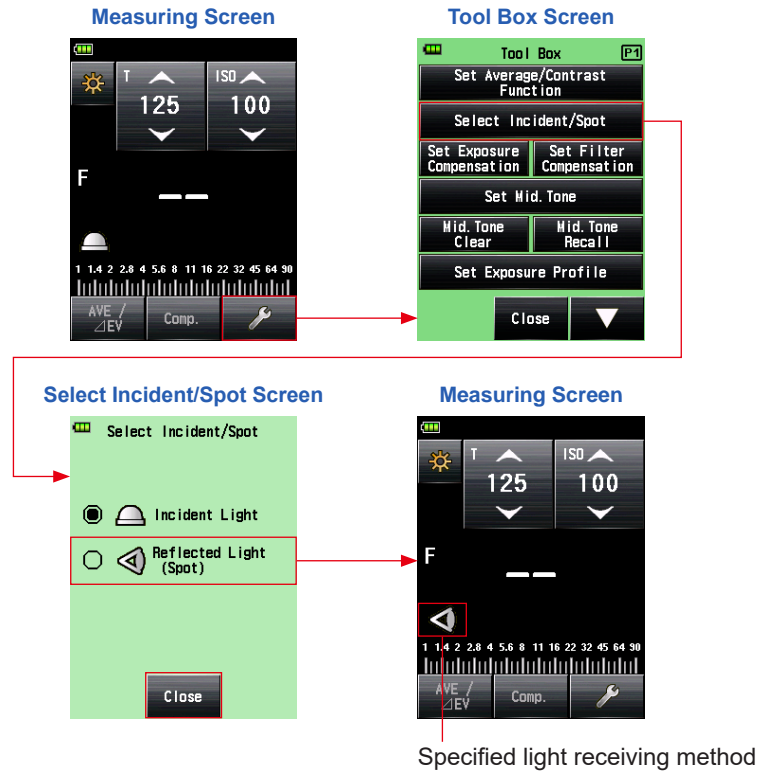 Measuring Screen
Tool Box Screen
T
ISO
125
100
F
1 1.4 2 2.8 4 5.6 8 11 16 22 32 45 64 90
AVE / ⊿EV
Comp.
Tool Box
P1
Set Average/Contrast
Function
Select Incident/Spot
Set Exposure
Compensation
Set Filter
Compensation
Set Mid.Tone
Mid.Tone
Clear
Mid.Tone
Recall
Set Exposure Profile
Close
Select Incident/Spot Screen
Measuring Screen
Select Incident/Spot
Incident Light
Reflected Light
(Spot)
Close
T
ISO
125
100
F
1 1.4 2 2.8 4 5.6 8 11 16 22 32 45 64 90
AVE / ⊿EV
Comp.
Specified light receiving method